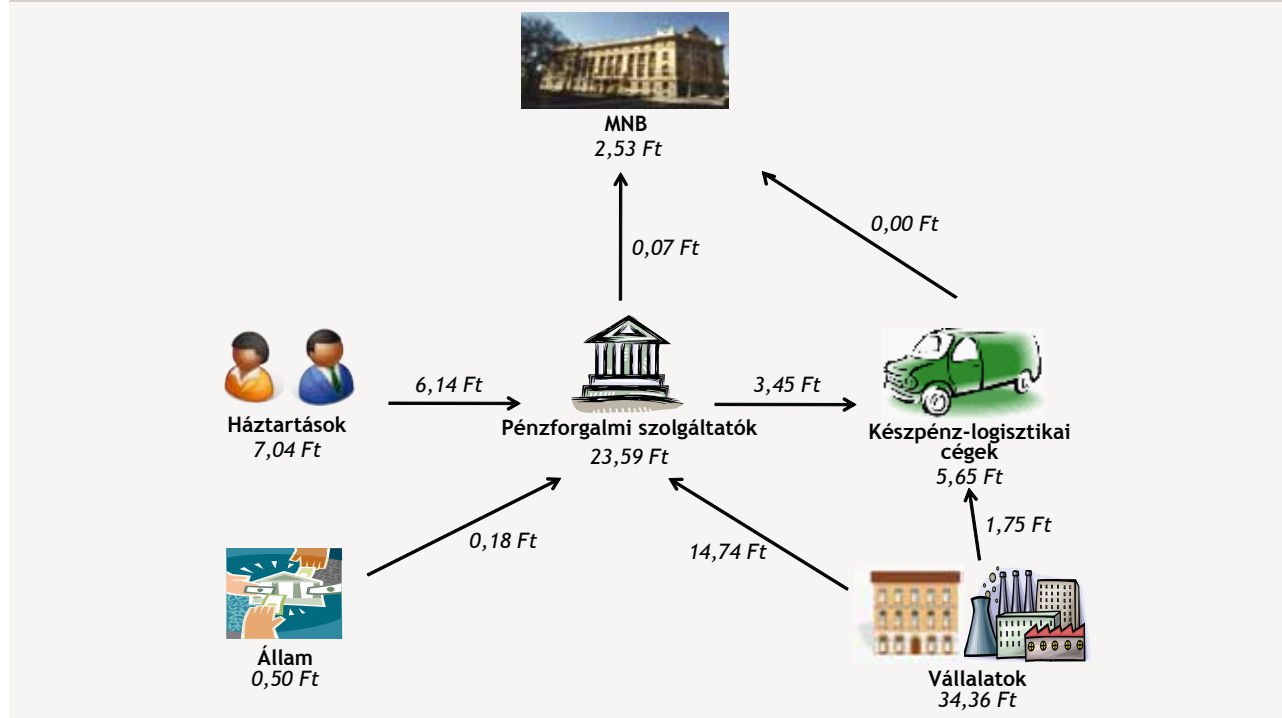 MNB
2,53 Ft
0,00 Ft
0,07 Ft
6,14 Ft
3,45 Ft
Háztartások
7,04 Ft
Pénzforgalmi szolgáltatók
23,59 Ft
Készpénz-logisztikai
cégek
5,65 Ft
1,75 Ft
0,18 Ft
14,74 Ft
Állam
0,50 Ft
Vállalatok
34,36 Ft